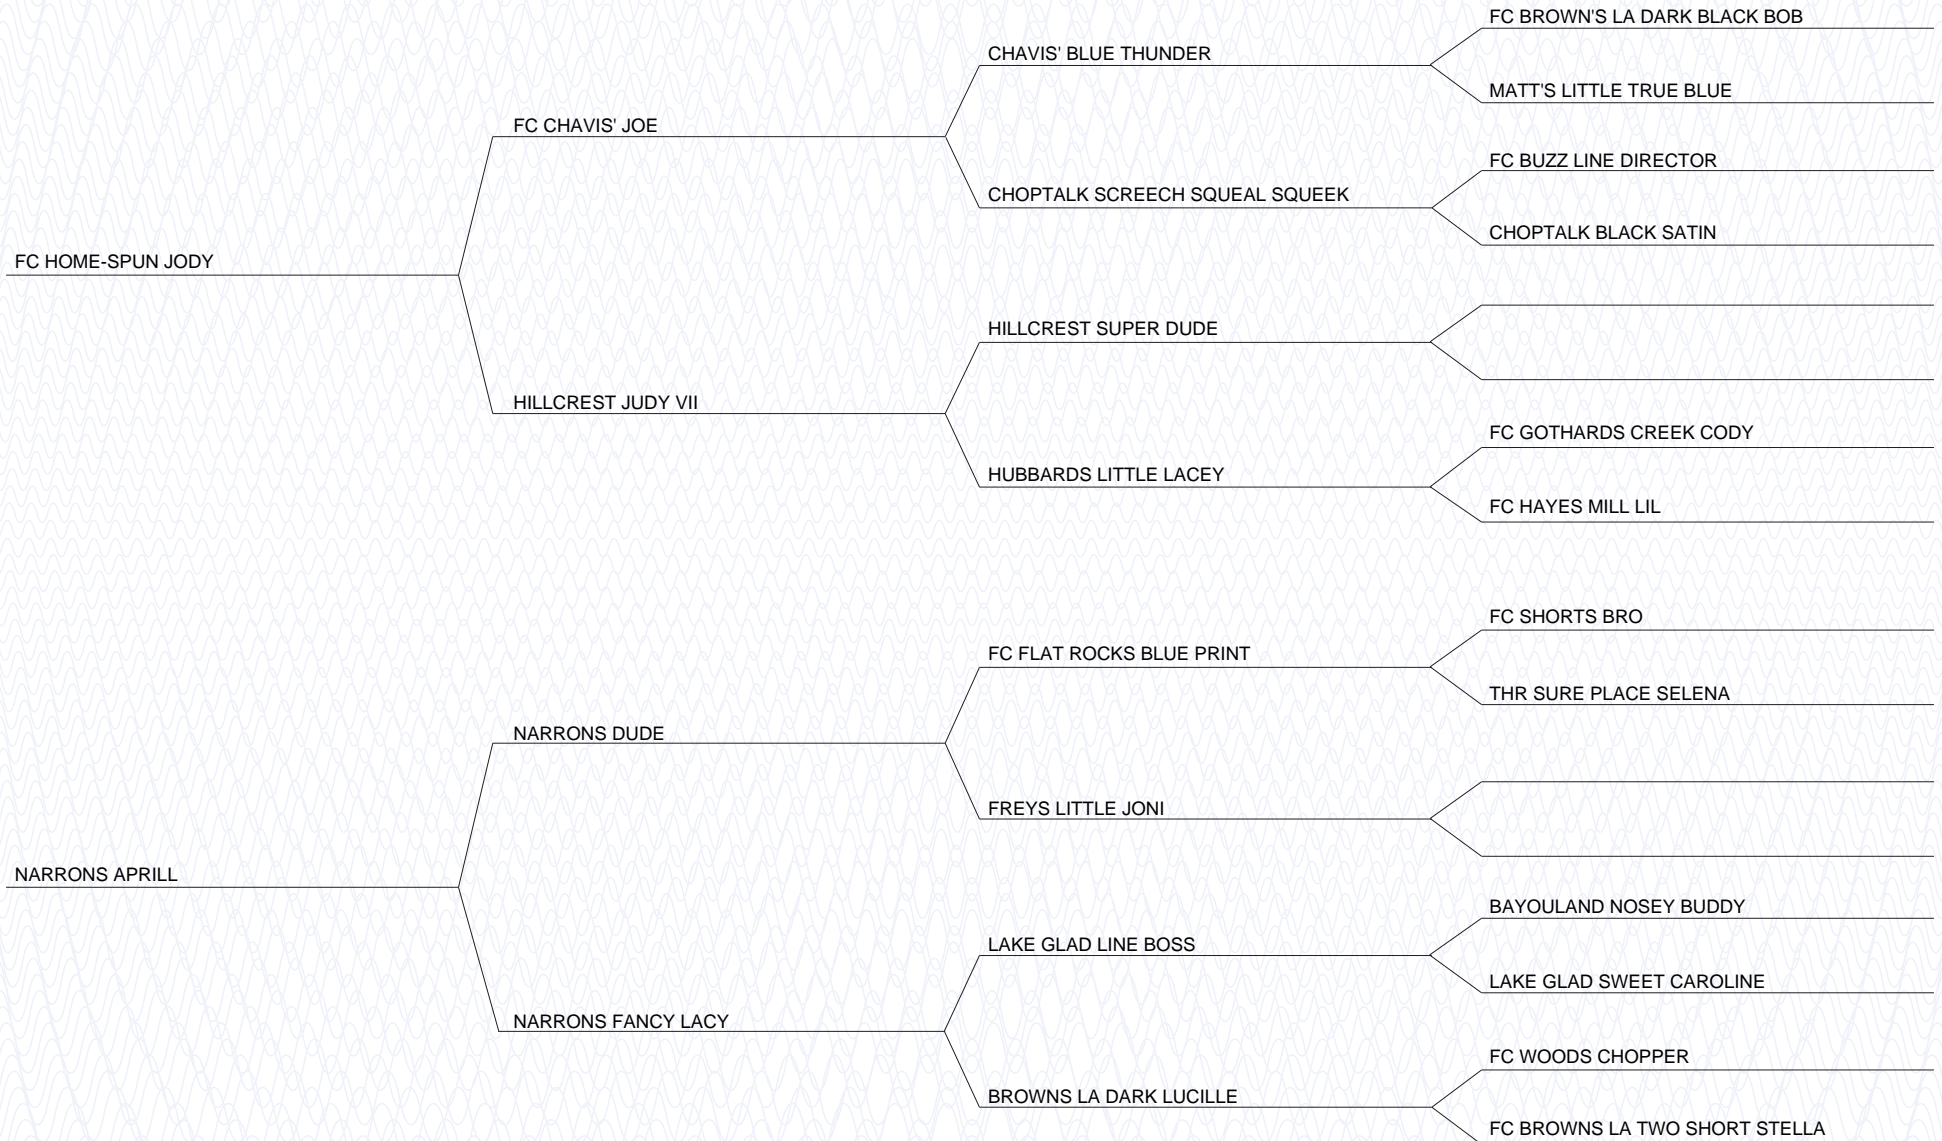 FC BROWN'S LA DARK BLACK BOB
CHAVIS' BLUE THUNDER
MATT'S LITTLE TRUE BLUE
FC CHAVIS' JOE
FC BUZZ LINE DIRECTOR
CHOPTALK SCREECH SQUEAL SQUEEK
CHOPTALK BLACK SATIN
FC HOME-SPUN JODY
HILLCREST SUPER DUDE
HILLCREST JUDY VII
FC GOTHARDS CREEK CODY
HUBBARDS LITTLE LACEY
FC HAYES MILL LIL
FC SHORTS BRO
FC FLAT ROCKS BLUE PRINT
THR SURE PLACE SELENA
NARRONS DUDE
FREYS LITTLE JONI
NARRONS APRILL
BAYOULAND NOSEY BUDDY
LAKE GLAD LINE BOSS
LAKE GLAD SWEET CAROLINE
NARRONS FANCY LACY
FC WOODS CHOPPER
BROWNS LA DARK LUCILLE
FC BROWNS LA TWO SHORT STELLA